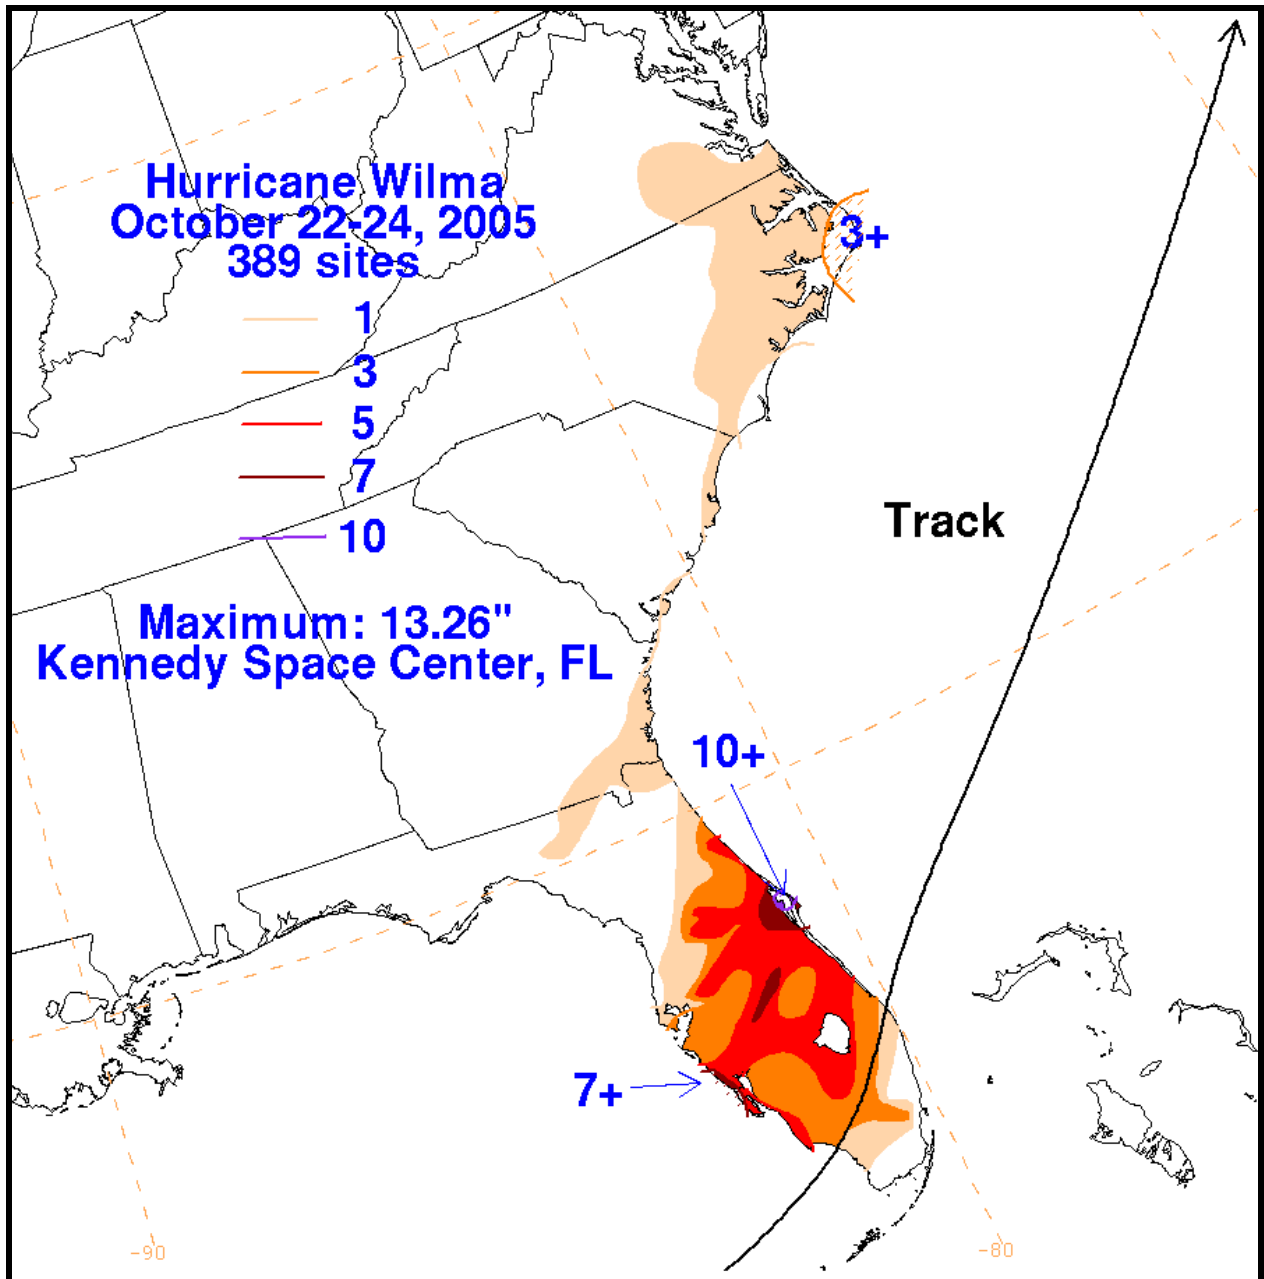 Hurricane Wilma
October 22-24, 2005
389 sites
1
3
5
7
10
Maximum: 13.26"
Kennedy Space Center, FL
3+
Track
10+
7+
-90
-80